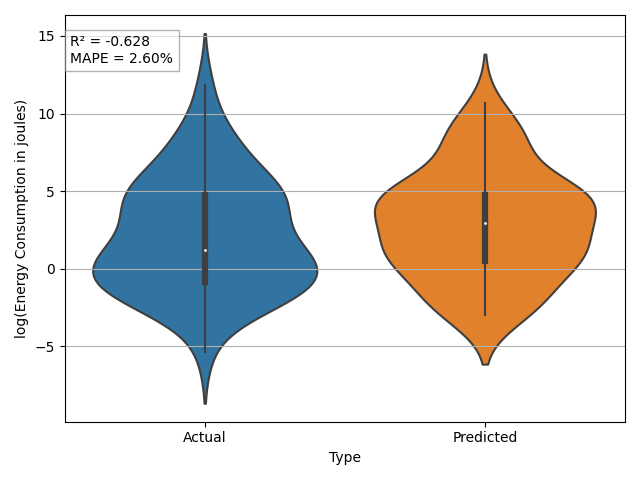 R² = -0.628
MAPE = 2.60%
15
10
5
0
−5
log(Energy Consumption in joules)
Actual
Predicted
Type